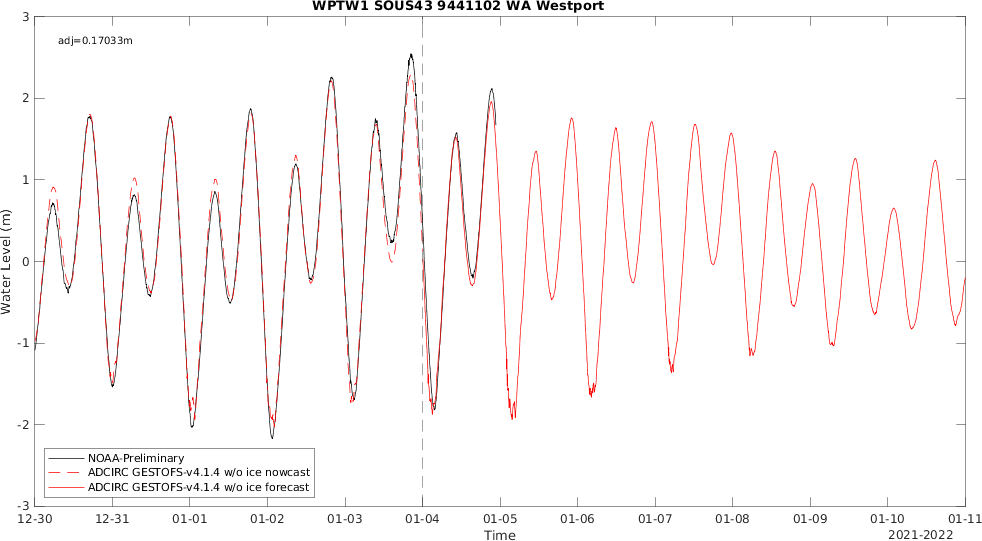 WPTW1 SOUS43 9441102 WA Westport
adj=0.17033m
3
2
1
0
-1
-2
-3
Water Level (m)
NOAA-Preliminary
ADCIRC GESTOFS-v4.1.4 w/o ice nowcast
ADCIRC GESTOFS-v4.1.4 w/o ice forecast
12-30 12-31 01-01 01-02 01-03 01-04 01-05 01-06 01-07 01-08 01-09 01-10 01-11
Time
2021-2022